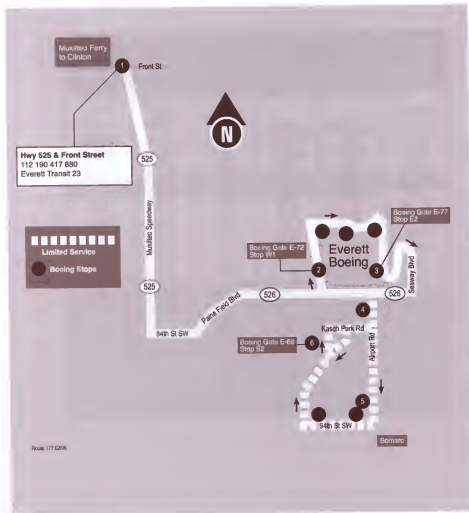 Mukilteo Ferry
to Clinton
1
Front St
N
Hwy 525 & Front Street
112 190 417 880
Everett Transit 23
525
Mukilteo Speedway
Limited Service
Boeing Stops
Boeing Gate E-72
Stop W1
Everett
Boeing
Boeing Gate E-77
Stop E2
2
3
Seaway Blvd
525
Paine Field Blvd
526
526
84th St SW
4
Kasch Park Rd
Airport Rd
Boeing Gate E-68
Stop S2
6
5
94th St SW
Bomarc
Route 177 02/06